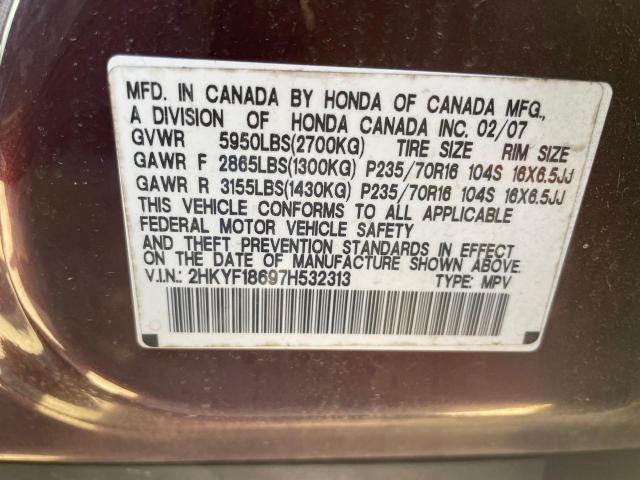 MFD. IN CANADA BY HONDA OF CANADA MFG.,
A DIVISION OF HONDA CANADA INC. 02/07
GVWR 5950LBS(2700KG) TIRE SIZE RIM SIZE
GAWR F 2865LBS(1300KG) P235/70R16 104S 16X6.5JJ
GAWR R 3155LBS(1430KG) P235/70R16 104S 16X6.5JJ
THIS VEHICLE CONFORMS TO ALL APPLICABLE
FEDERAL MOTOR VEHICLE SAFETY
AND THEFT PREVENTION STANDARDS IN EFFECT
ON THE DATE OF MANUFACTURE SHOWN ABOVE.
V.I.N.: 2HKYF18697H532313 TYPE: MPV